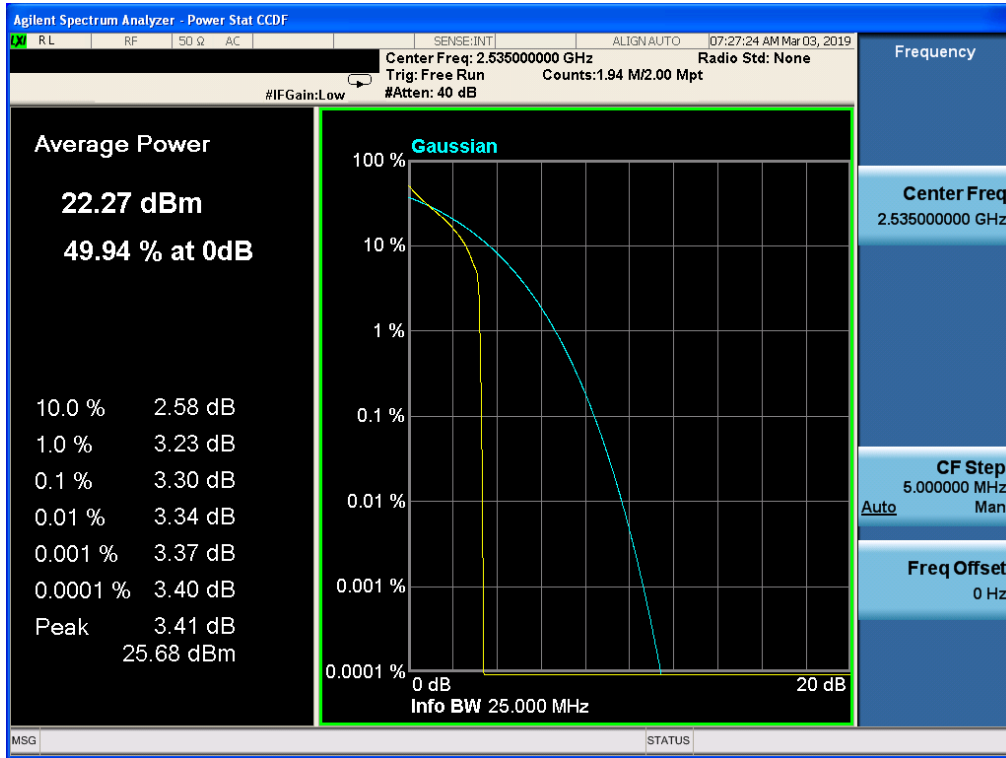 Agilent Spectrum Analyzer - Power Stat CCDF
LXI RL RF 50 Ω AC SENSE:INT ALIGN AUTO 07:27:24 AM Mar 03, 2019
Center Freq: 2.535000000 GHz Radio Std: None
Trig: Free Run Counts:1.94 M/2.00 Mpt
#IFGain:Low #Atten: 40 dB
Average Power
22.27 dBm
49.94 % at 0dB
10.0 % 2.58 dB
1.0 % 3.23 dB
0.1 % 3.30 dB
0.01 % 3.34 dB
0.001 % 3.37 dB
0.0001 % 3.40 dB
Peak 3.41 dB
25.68 dBm
Gaussian
100 %
10 %
1 %
0.1 %
0.01 %
0.001 %
0.0001 %
0 dB 20 dB
Info BW 25.000 MHz
Frequency
Center Freq
2.535000000 GHz
CF Step
5.000000 MHz
Auto Man
Freq Offset
0 Hz
MSG STATUS